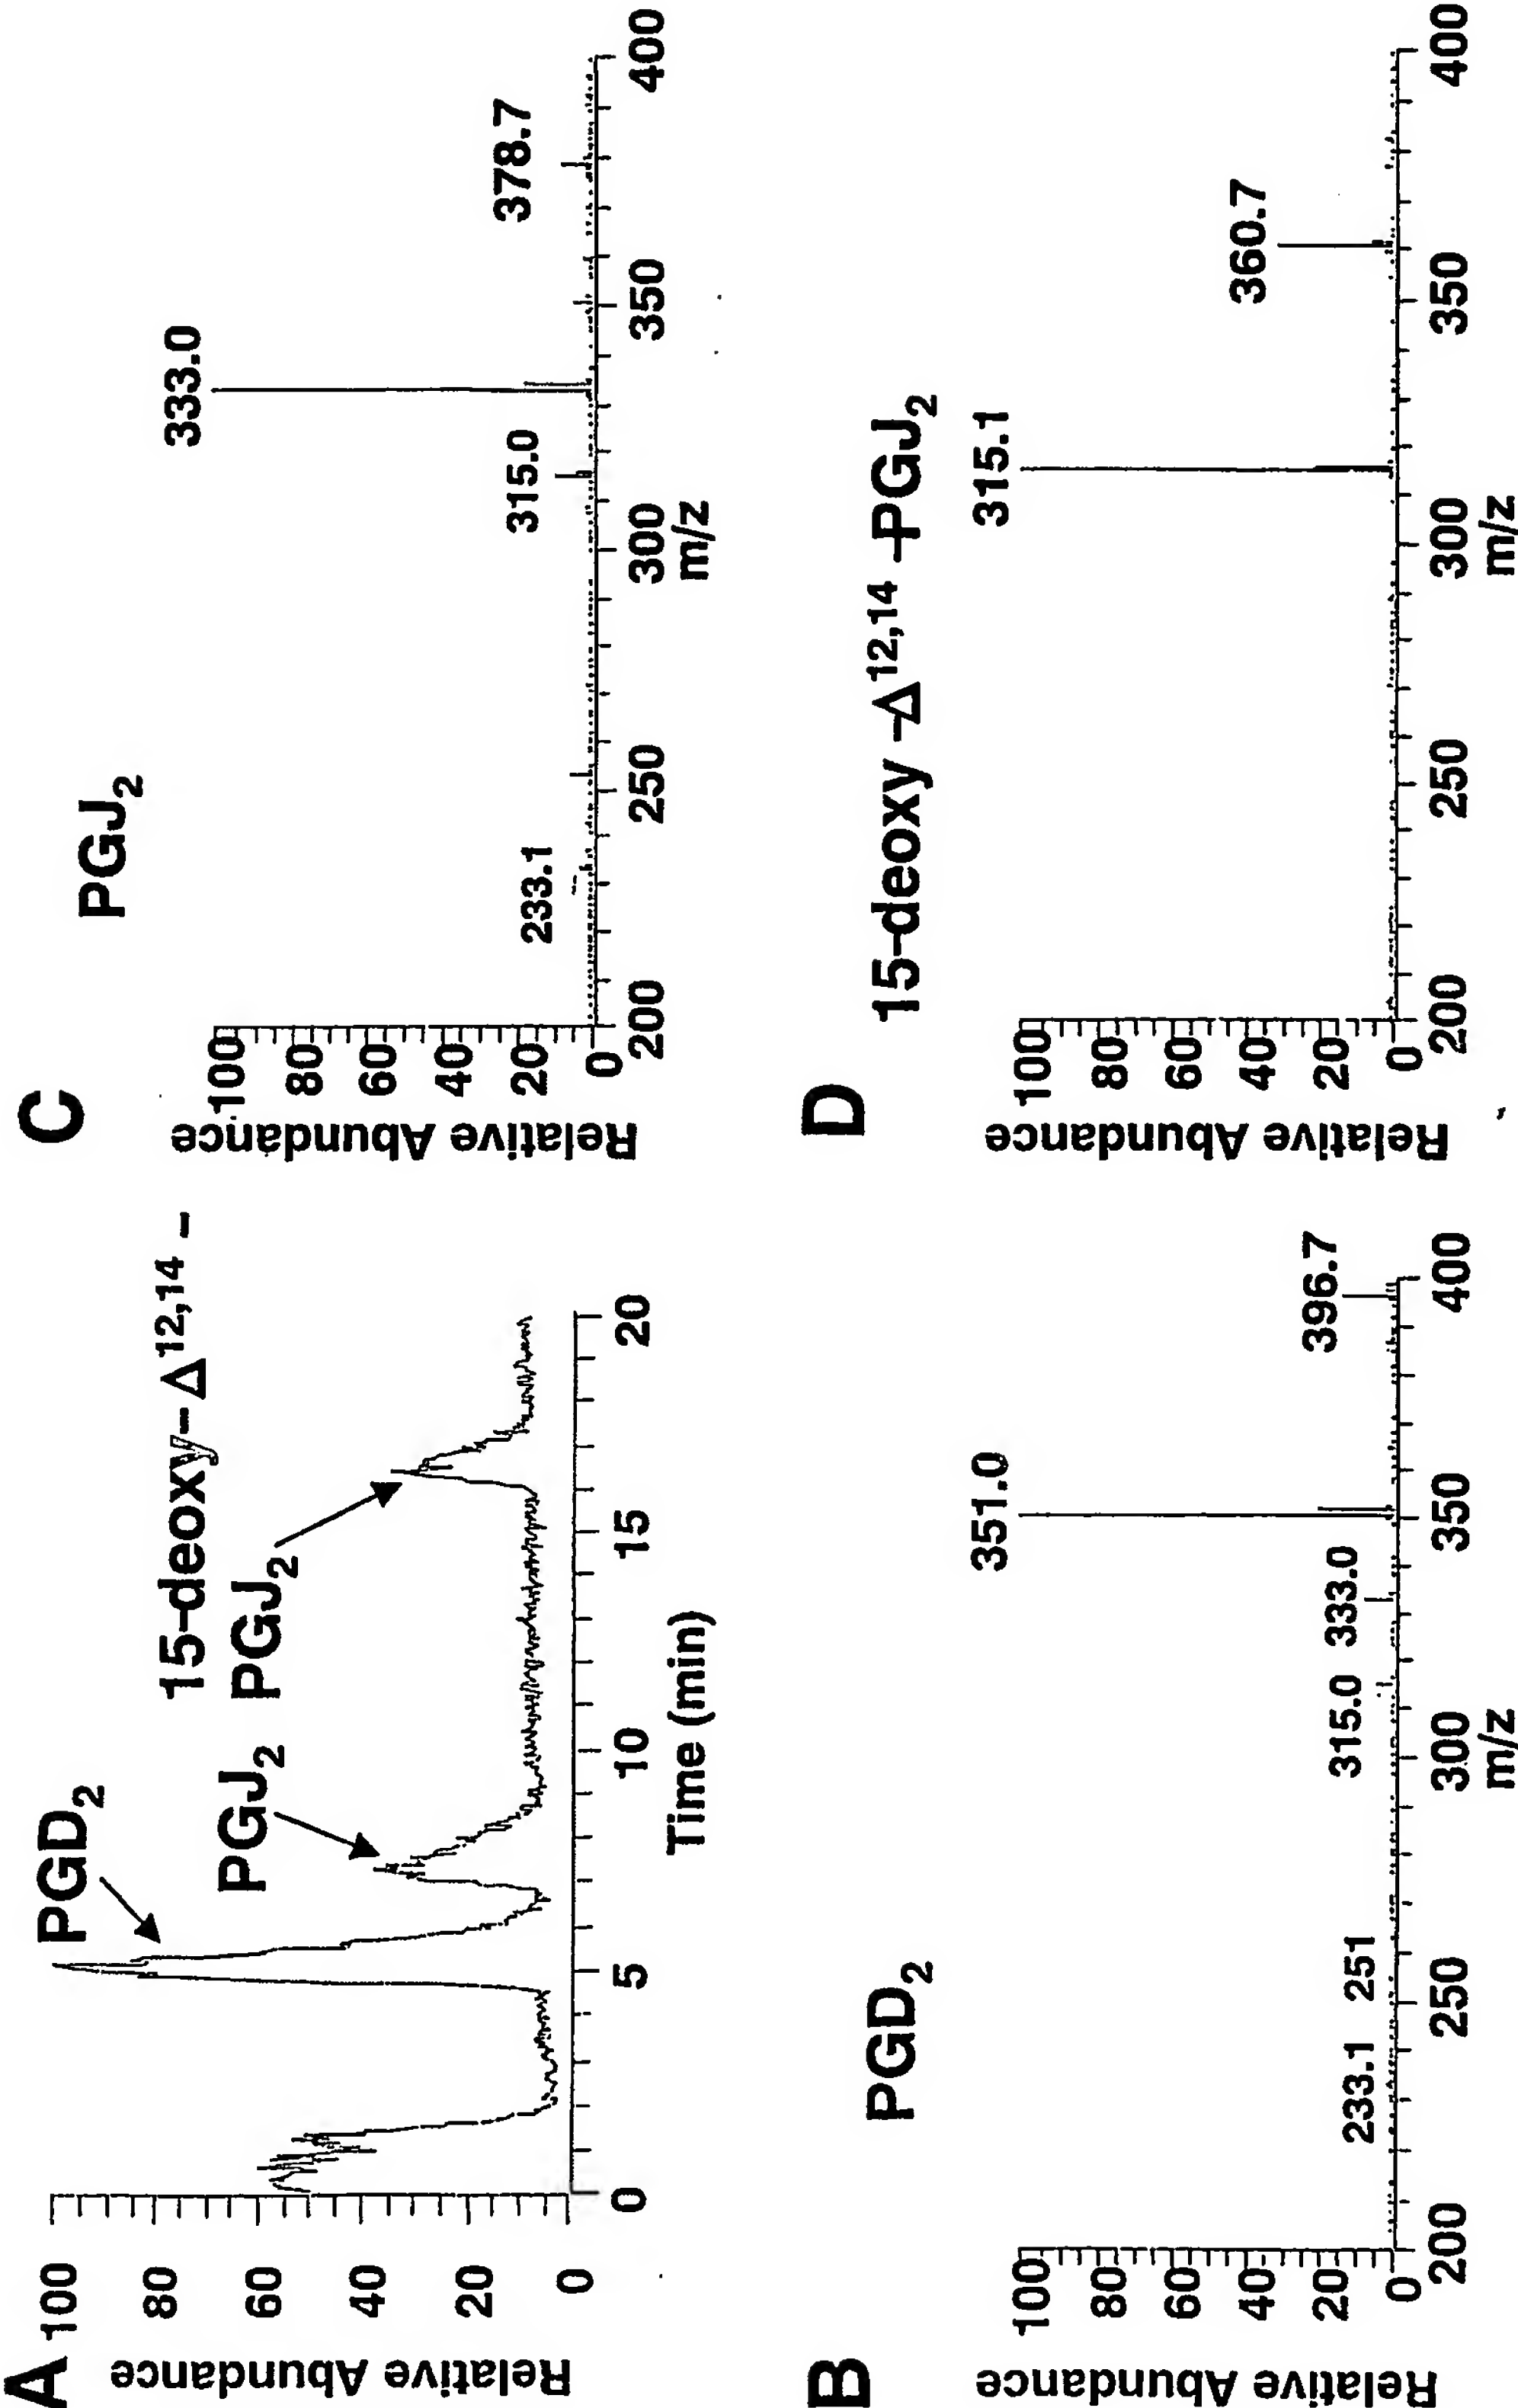 A
Relative Abundance
100
80
60
40
20
0
0 5 10 15 20
Time (min)
PGD2
PGJ2
15-deoxy-Δ12,14 –
PGJ2
B
PGD2
Relative Abundance
100
80
60
40
20
0
233.1 251 315.0 333.0 351.0 396.7
200 250 300 350 400
m/z
C
PGJ2
Relative Abundance
100
80
60
40
20
0
233.1 315.0 333.0 378.7
200 250 300 350 400
m/z
D
15-deoxy -Δ12,14 -PGJ2
Relative Abundance
100
80
60
40
20
0
315.1 360.7
200 250 300 350 400
m/z